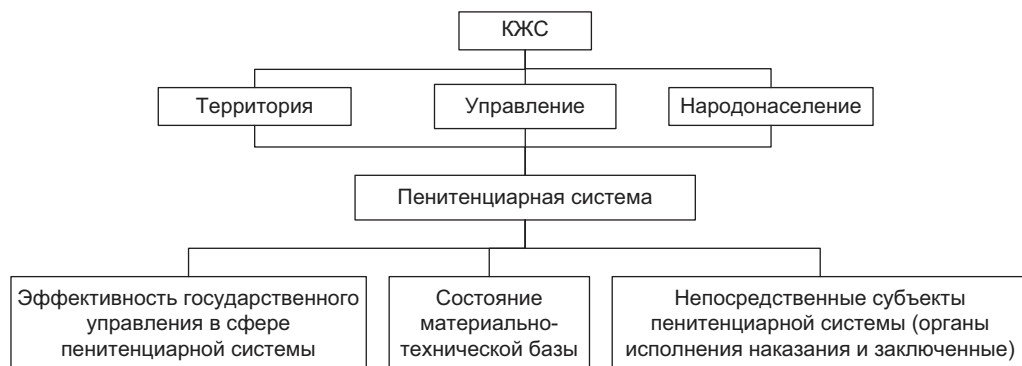 КЖС
Территория
Управление
Народонаселение
Пенитенциарная система
Эффективность государственного
управления в сфере
пенитенциарной системы
Состояние
материально-
технической базы
Непосредственные субъекты
пенитенциарной системы (органы
исполнения наказания и заключенные)